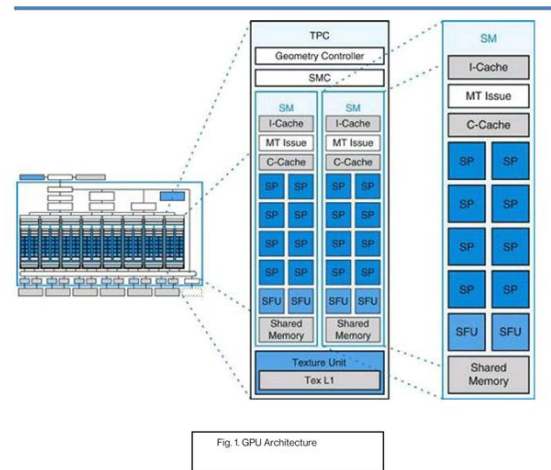 TPC
Geometry Controller
SMC
SM SM
I-Cache I-Cache
MT Issue MT Issue
C-Cache C-Cache
SP SP SP SP
SP SP SP SP
SP SP SP SP
SP SP SP SP
SFU SFU SFU SFU
Shared Shared
Memory Memory
Texture Unit
Tex L1
SM
I-Cache
MT Issue
C-Cache
SP SP
SP SP
SP SP
SP SP
SFU SFU
Shared
Memory
Fig. 1. GPU Architecture